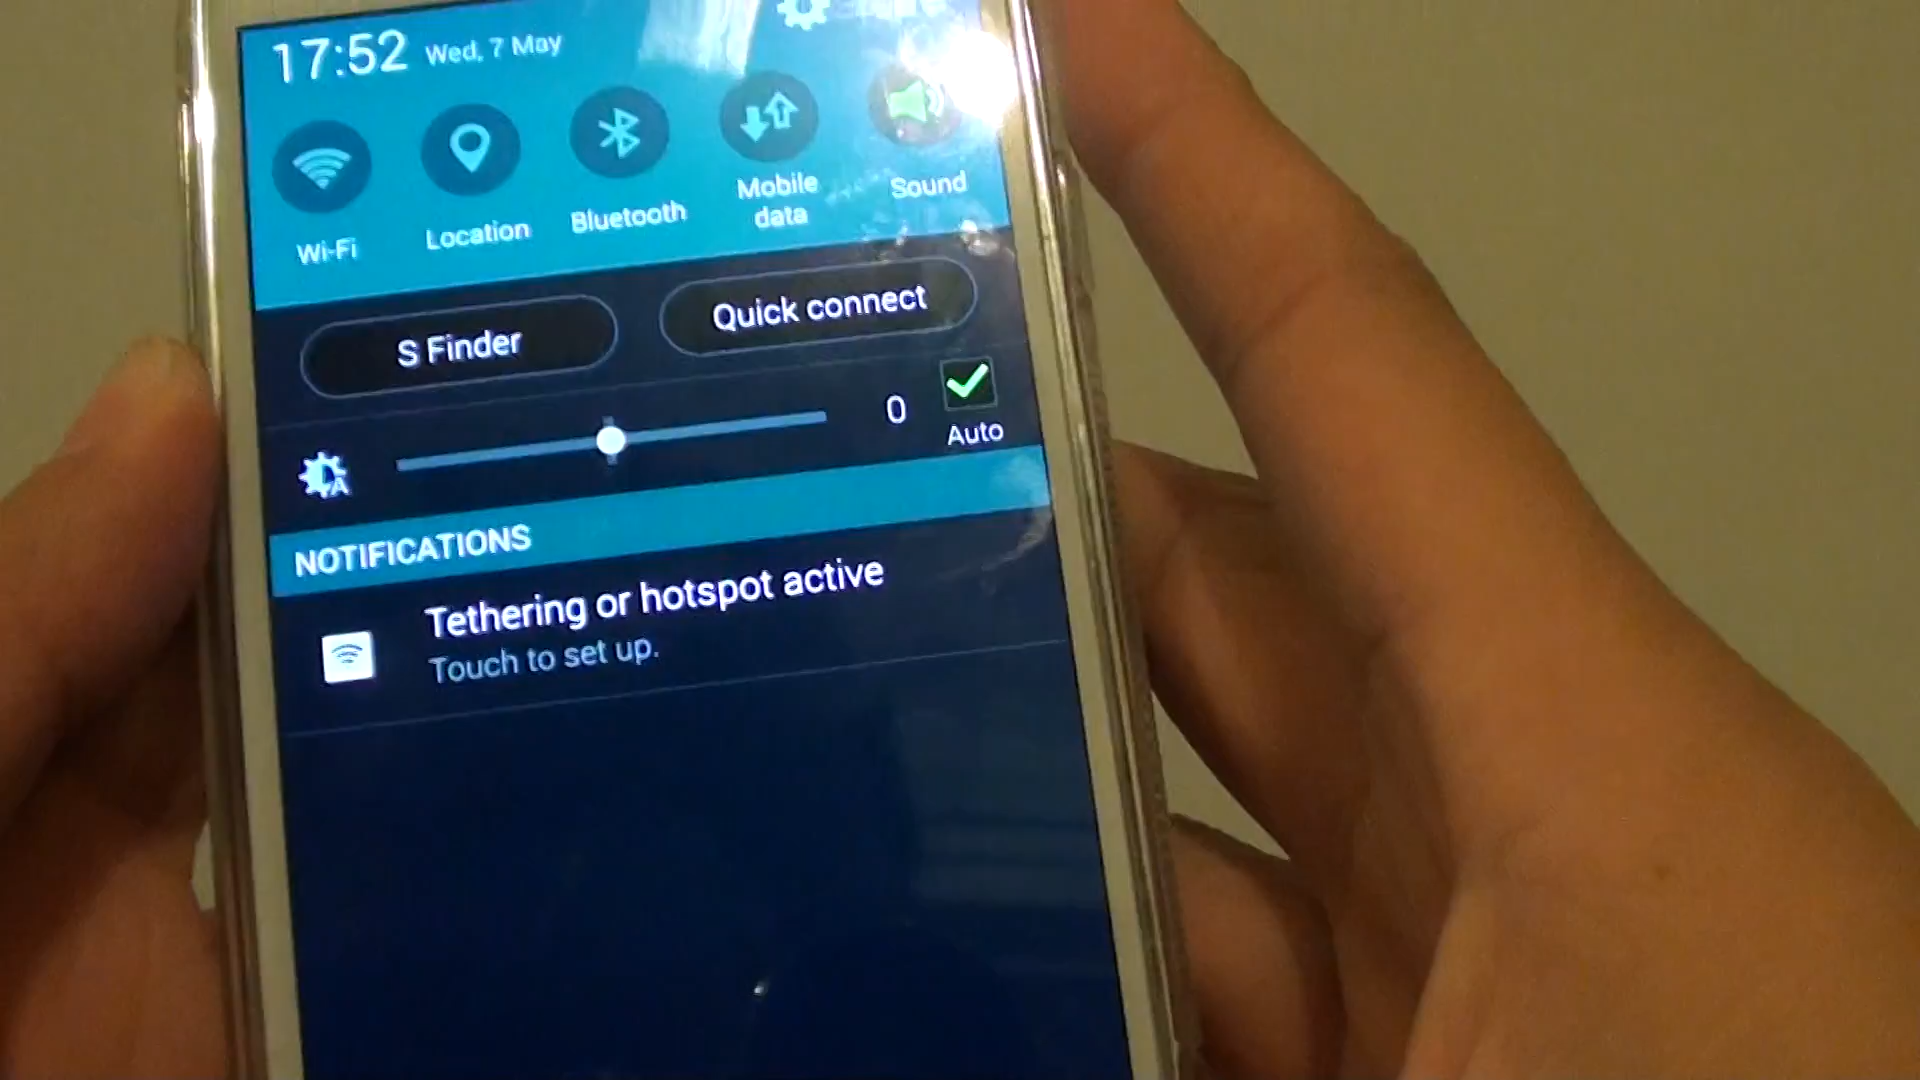 17:52 Wed, 7 May
Wi-Fi
Location
Bluetooth
Mobile
data
Sound
S Finder
Quick connect
0
Auto
NOTIFICATIONS
Tethering or hotspot active
Touch to set up.